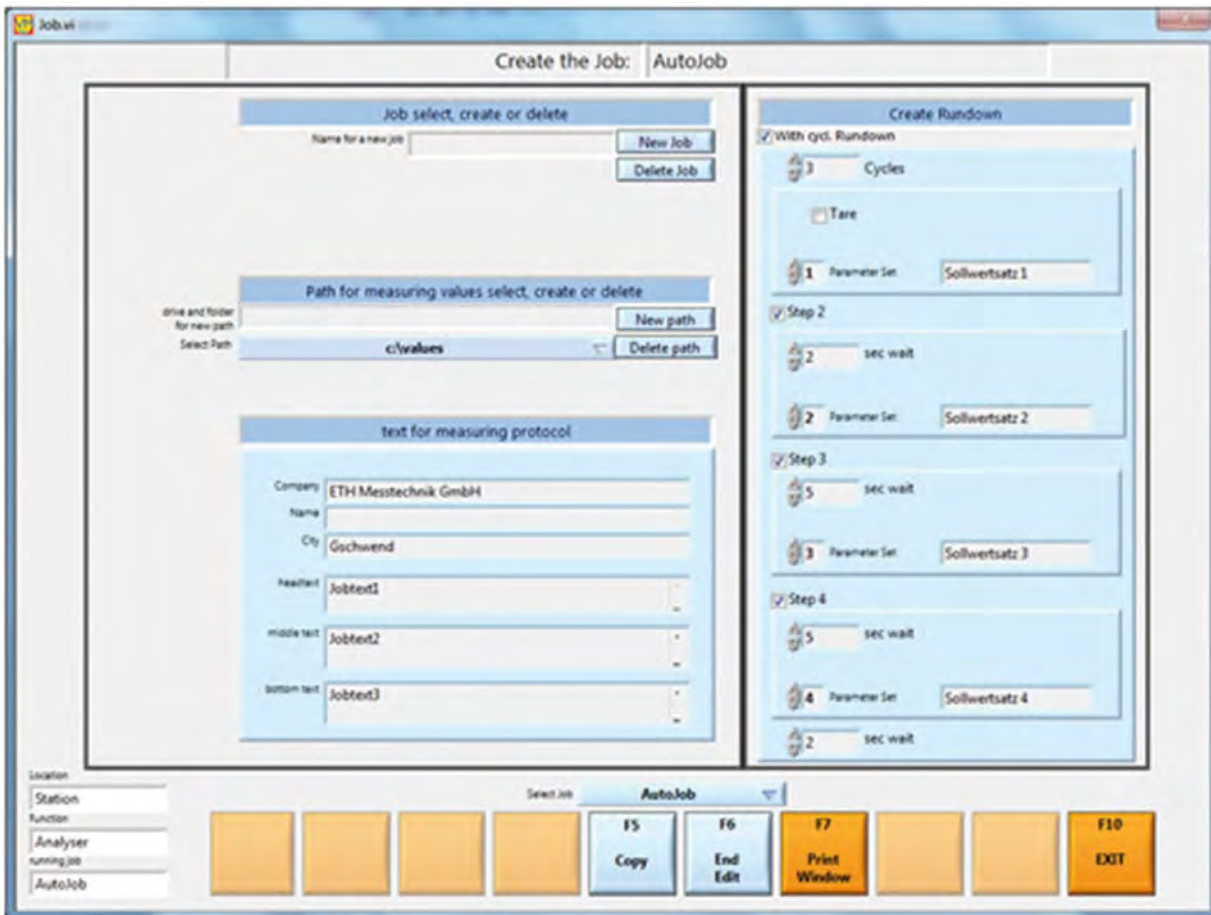 Job.vi
Create the Job: AutoJob
Job select, create or delete
Name for a new job
New Job
Delete Job
Path for measuring values select, create or delete
drive and folder
for new path
New path
Select Path
c:\values
Delete path
text for measuring protocol
Company ETH Messtechnik GmbH
Name
City Gschwend
headtext Jobtext1
middle text Jobtext2
bottom text Jobtext3
Create Rundown
With cycl. Rundown
3 Cycles
Tare
1 Parameter Set Sollwertsatz 1
Step 2
2 sec wait
2 Parameter Set Sollwertsatz 2
Step 3
5 sec wait
3 Parameter Set Sollwertsatz 3
Step 4
5 sec wait
4 Parameter Set Sollwertsatz 4
2 sec wait
Location
Station
Function
Analyser
running job
AutoJob
Select Job AutoJob
F5
Copy
F6
End
Edit
F7
Print
Window
F10
EXIT